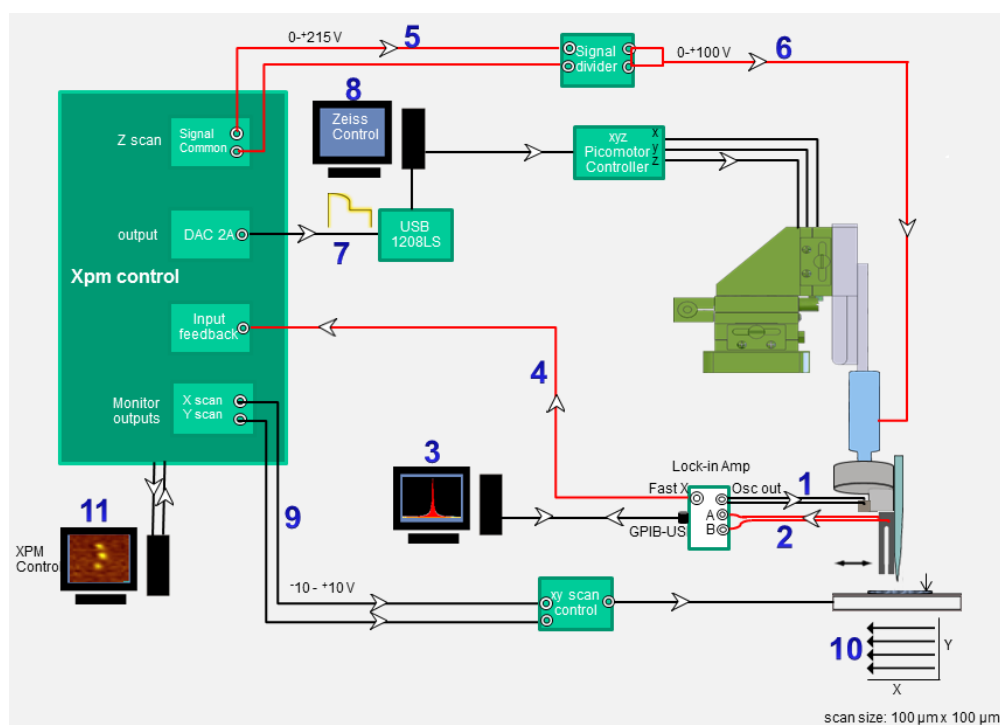 0-+215 V
5
6
Signal
divider
0-+100 V
8
Zeiss
Control
Z scan
Signal
Common
xyz
Picomotor
Controller
X
y
Z
output
DAC 2A
7
USB
1208LS
Xpm control
Input
feedback
4
Monitor
outputs
X scan
Y scan
3
Lock-in Amp
Fast X
Osc out
1
A
B
GPIB-US
2
9
11
XPM
Contro
-10 - +10 V
xy scan
control
10
Y
X
scan size: 100 µm x 100 µm